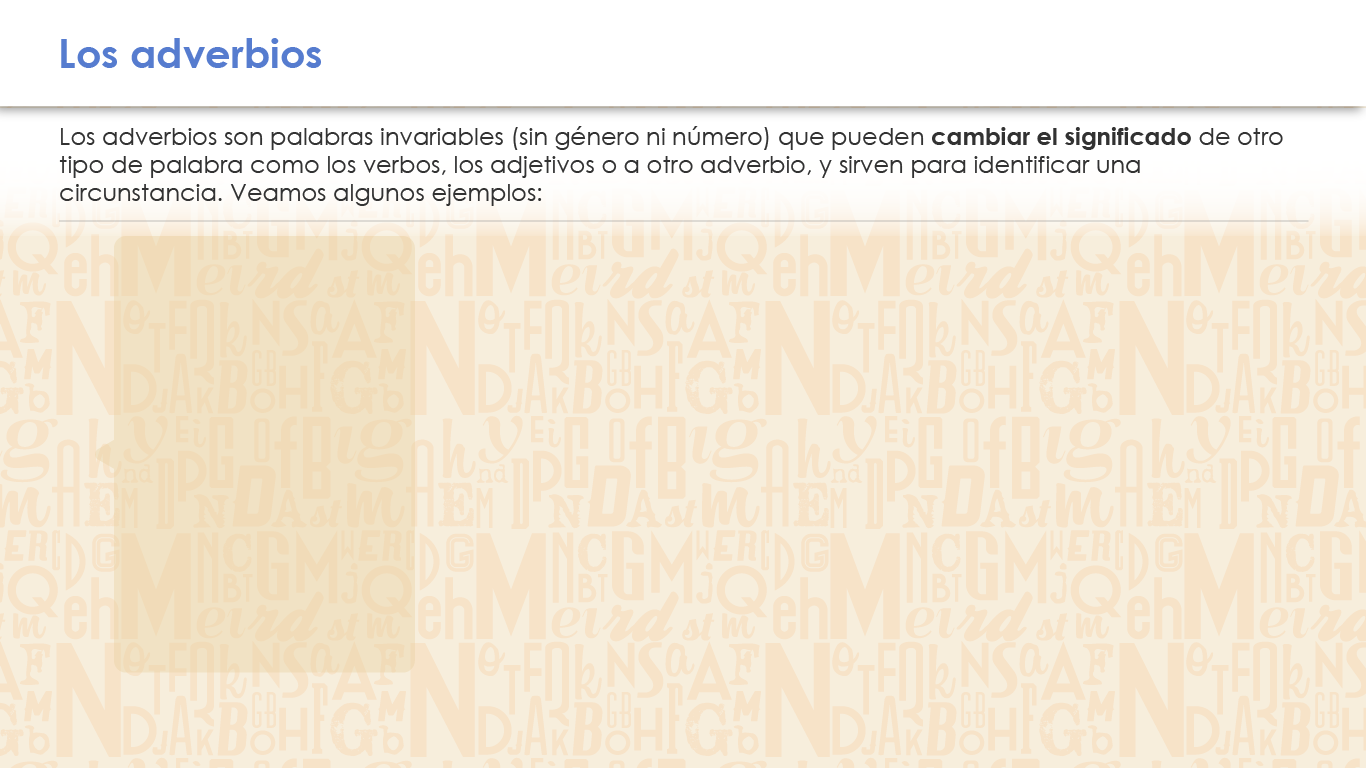 Los adverbios
Los adverbios son palabras invariables (sin género ni número) que pueden cambiar el significado de otro
tipo de palabra como los verbos, los adjetivos o a otro adverbio, y sirven para identificar una
circunstancia. Veamos algunos ejemplos: